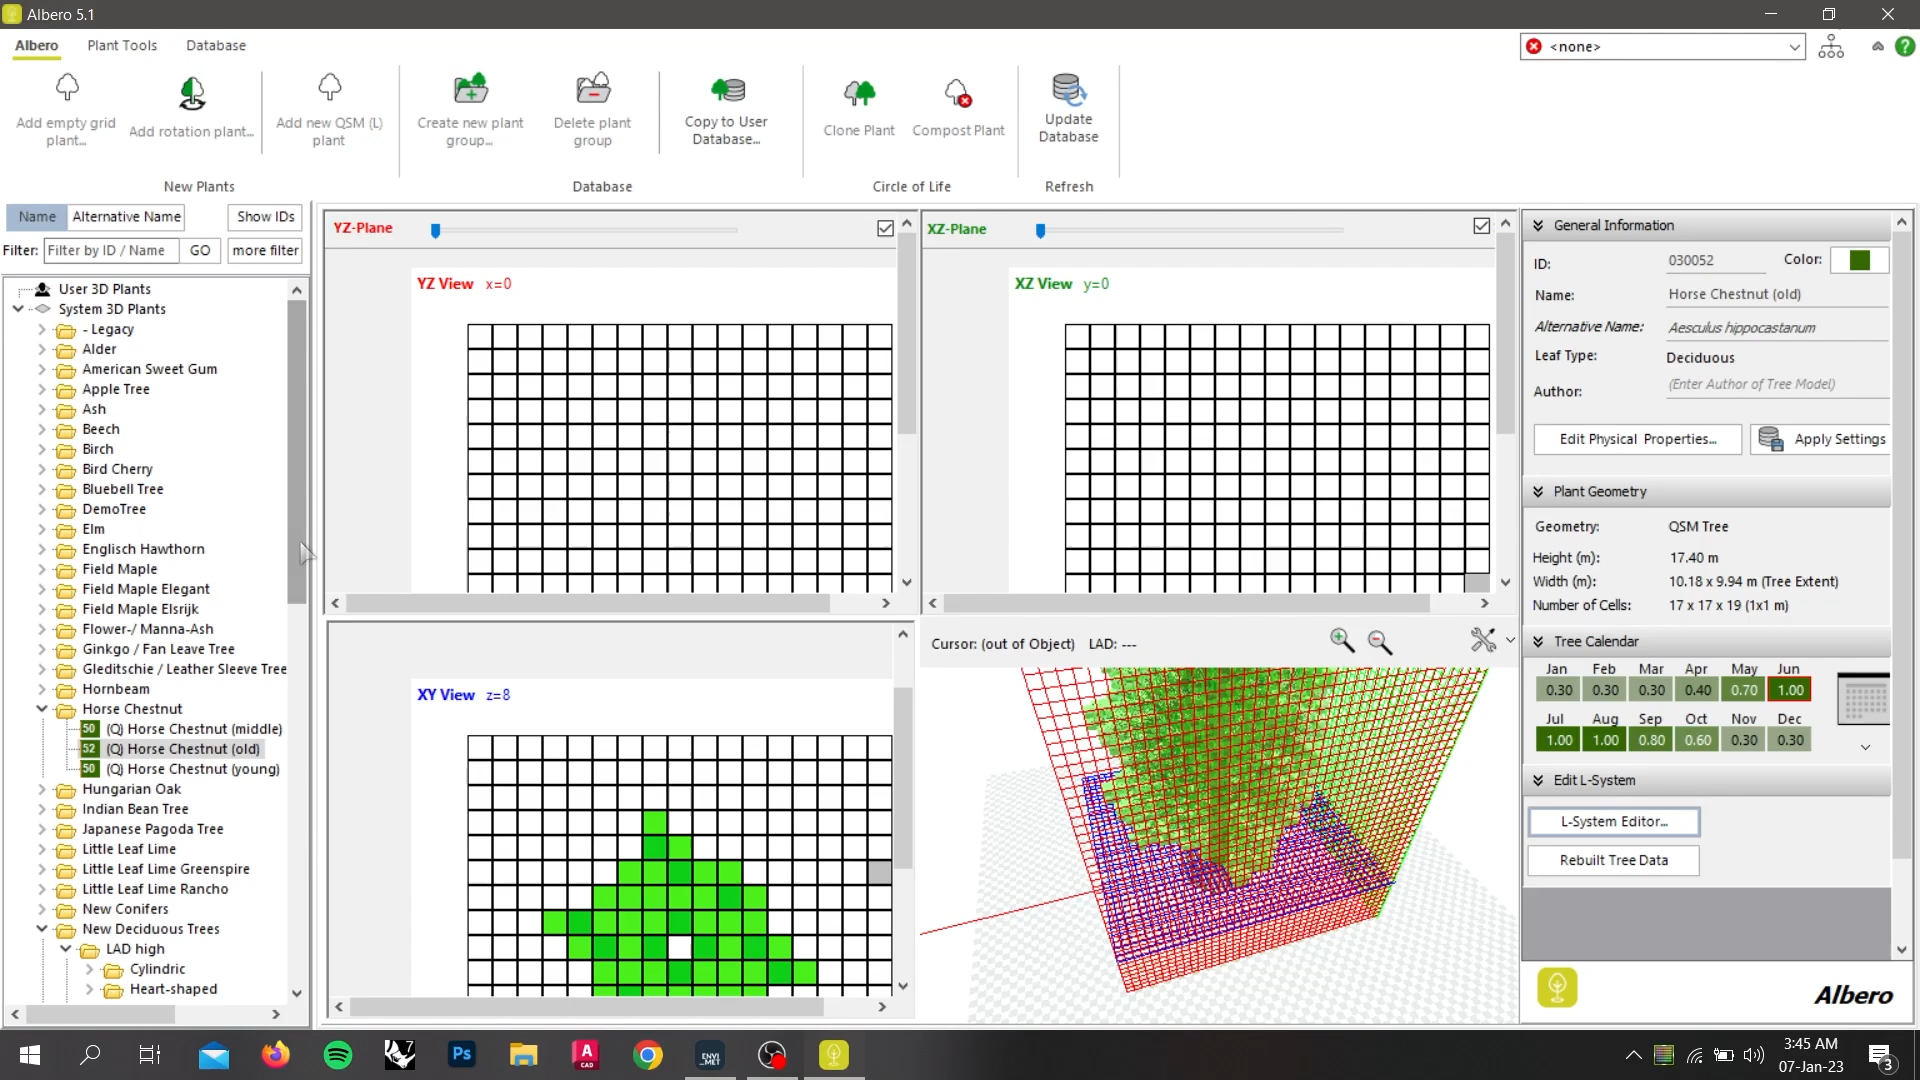 Albero 5.1
Albero Plant Tools Database
<none>
Add empty grid plant...
Add rotation plant...
Add new QSM (L) plant
Create new plant group...
Delete plant group
Copy to User Database...
Clone Plant
Compost Plant
Update Database
New Plants
Database
Circle of Life
Refresh
Name Alternative Name Show IDs
Filter: Filter by ID / Name GO more filter
User 3D Plants
System 3D Plants
- Legacy
Alder
American Sweet Gum
Apple Tree
Ash
Beech
Birch
Bird Cherry
Bluebell Tree
DemoTree
Elm
Englisch Hawthorn
Field Maple
Field Maple Elegant
Field Maple Elsrijk
Flower-/ Manna-Ash
Ginkgo / Fan Leave Tree
Gleditschie / Leather Sleeve Tree
Hornbeam
Horse Chestnut
50 (Q) Horse Chestnut (middle)
52 (Q) Horse Chestnut (old)
50 (Q) Horse Chestnut (young)
Hungarian Oak
Indian Bean Tree
Japanese Pagoda Tree
Little Leaf Lime
Little Leaf Lime Greenspire
Little Leaf Lime Rancho
New Conifers
New Deciduous Trees
LAD high
Cylindric
Heart-shaped
YZ-Plane
YZ View x=0
XZ-Plane
XZ View y=0
XY View z=8
Cursor: (out of Object) LAD: ---
General Information
ID: 030052 Color:
Name: Horse Chestnut (old)
Alternative Name: Aesculus hippocastanum
Leaf Type: Deciduous
Author: (Enter Author of Tree Model)
Edit Physical Properties... Apply Settings
Plant Geometry
Geometry: QSM Tree
Height (m): 17.40 m
Width (m): 10.18 x 9.94 m (Tree Extent)
Number of Cells: 17 x 17 x 19 (1x1 m)
Tree Calendar
Jan Feb Mar Apr May Jun
0.30 0.30 0.30 0.40 0.70 1.00
Jul Aug Sep Oct Nov Dec
1.00 1.00 0.80 0.60 0.30 0.30
Edit L-System
L-System Editor...
Rebuilt Tree Data
Albero
Ps
A
CAD
ENVI
MET
3:45 AM
07-Jan-23
3